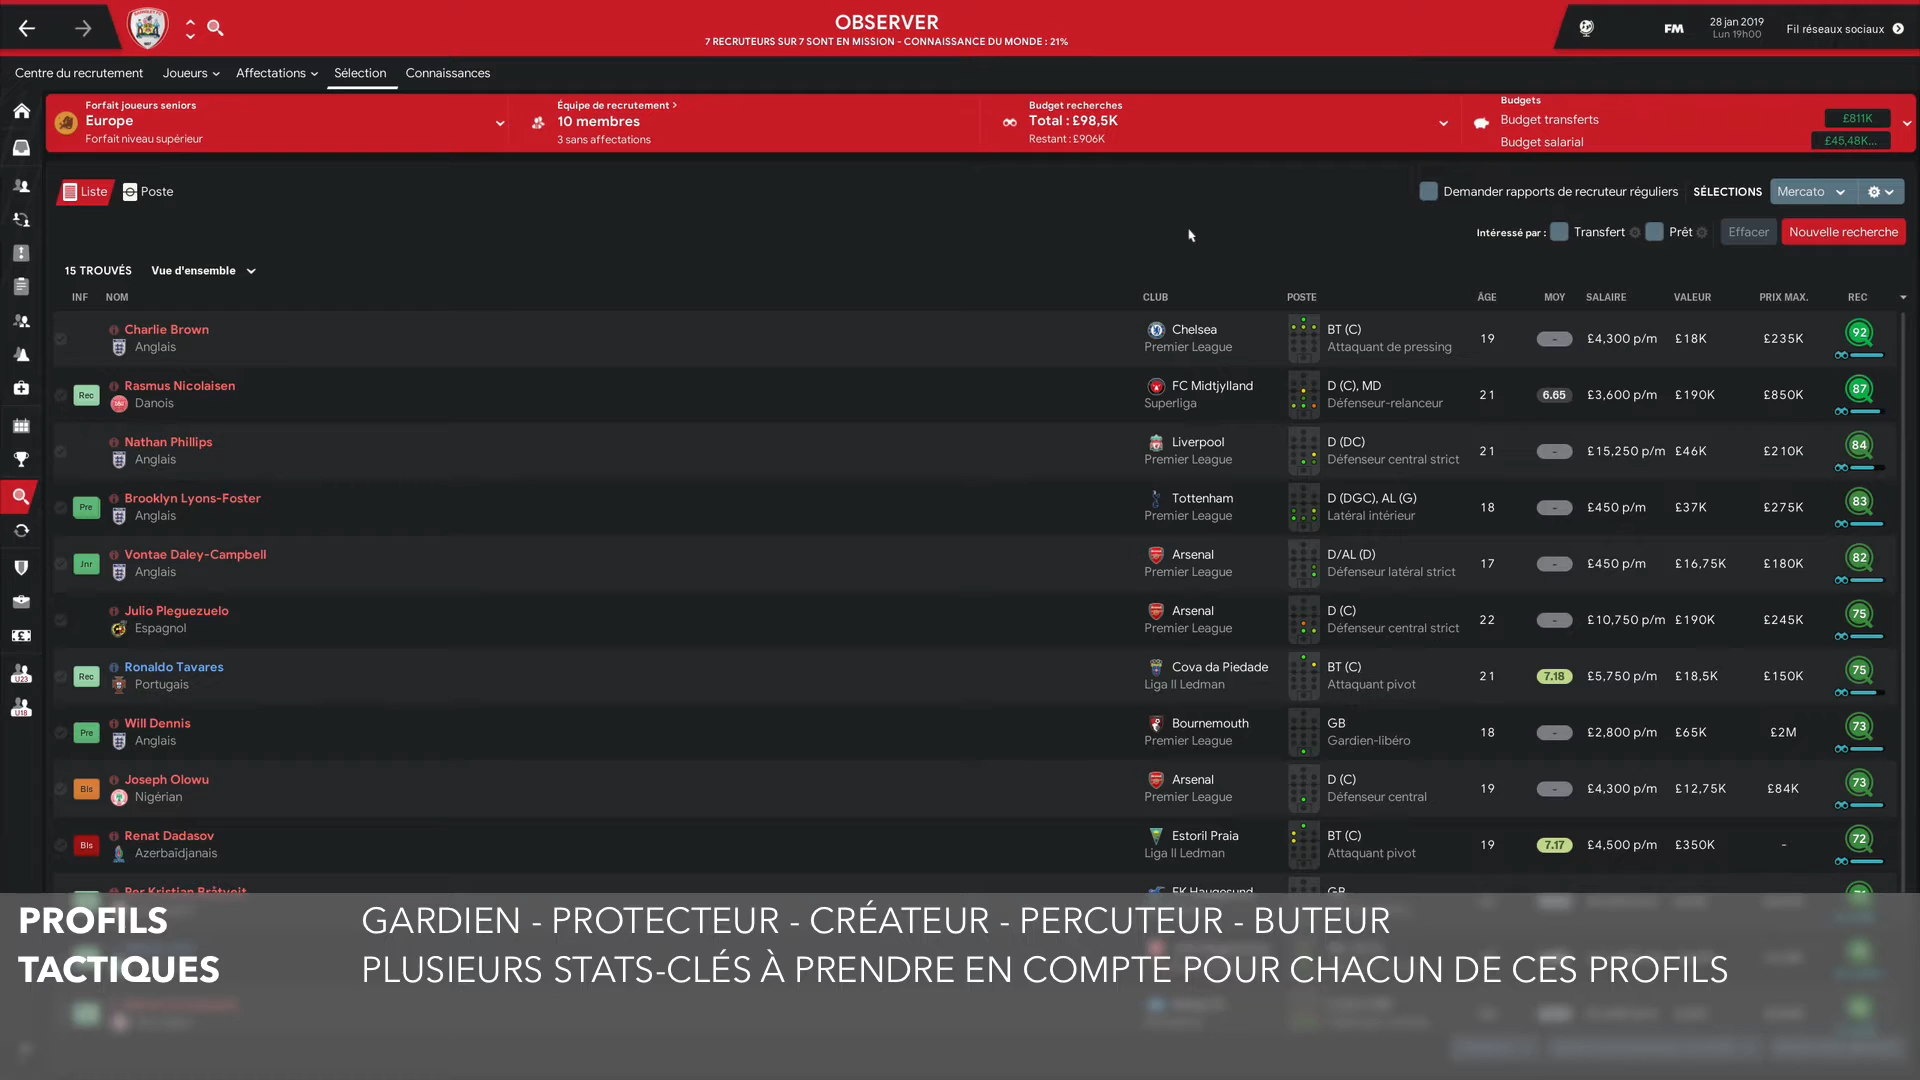 OBSERVER
7 RECRUTEURS SUR 7 SONT EN MISSION - CONNAISSANCE DU MONDE : 21%
FM
28 jan 2019
Lun 19h00
Fil réseaux sociaux
Centre du recrutement Joueurs Affectations Sélection Connaissances
Forfait joueurs seniors
Europe
Forfait niveau supérieur
Équipe de recrutement >
10 membres
3 sans affectations
Budget recherches
Total : £98,5K
Restant : £906K
Budgets
Budget transferts £811K
Budget salarial £45,48K...
Liste Poste
Demander rapports de recruteur réguliers SÉLECTIONS Mercato
Intéressé par : Transfert Prêt Effacer Nouvelle recherche
15 TROUVÉS Vue d'ensemble
INF NOM CLUB POSTE ÂGE MOY SALAIRE VALEUR PRIX MAX. REC
Charlie Brown Chelsea BT (C) 19 - £4,300 p/m £18K £235K 92
Anglais Premier League Attaquant de pressing
Rec Rasmus Nicolaisen FC Midtjylland D (C), MD 21 6.65 £3,600 p/m £190K £850K 87
Danois Superliga Défenseur-relanceur
Nathan Phillips Liverpool D (DC) 21 - £15,250 p/m £46K £210K 84
Anglais Premier League Défenseur central strict
Pre Brooklyn Lyons-Foster Tottenham D (DGC), AL (G) 18 - £450 p/m £37K £275K 83
Anglais Premier League Latéral intérieur
Jnr Vontae Daley-Campbell Arsenal D/AL (D) 17 - £450 p/m £16,75K £180K 82
Anglais Premier League Défenseur latéral strict
Julio Pleguezuelo Arsenal D (C) 22 - £10,750 p/m £190K £245K 75
Espagnol Premier League Défenseur central strict
Rec Ronaldo Tavares Cova da Piedade BT (C) 21 7.18 £5,750 p/m £18,5K £150K 75
Portugais Liga II Ledman Attaquant pivot
Pre Will Dennis Bournemouth GB 18 - £2,800 p/m £65K £2M 73
Anglais Premier League Gardien-libéro
Bls Joseph Olowu Arsenal D (C) 19 - £4,300 p/m £12,75K £84K 73
Nigérian Premier League Défenseur central
Bls Renat Dadasov Estoril Praia BT (C) 19 7.17 £4,500 p/m £350K - 72
Azerbaïdjanais Liga II Ledman Attaquant pivot
Per Kristian Bråtveit FK Haugesund GB
PROFILS GARDIEN - PROTECTEUR - CRÉATEUR - PERCUTEUR - BUTEUR
TACTIQUES PLUSIEURS STATS-CLÉS À PRENDRE EN COMPTE POUR CHACUN DE CES PROFILS
U23
U18